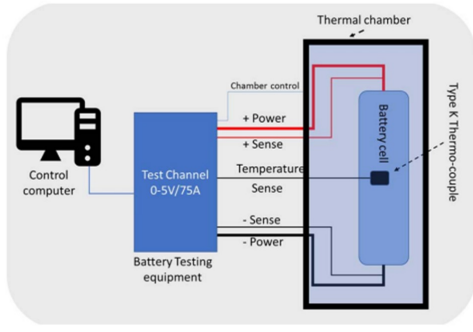 Thermal chamber
Chamber control
+ Power
+ Sense
Temperature
Sense
- Sense
- Power
Control
computer
Test Channel
0-5V/75A
Battery Testing
equipment
Battery cell
Type K Thermo-couple